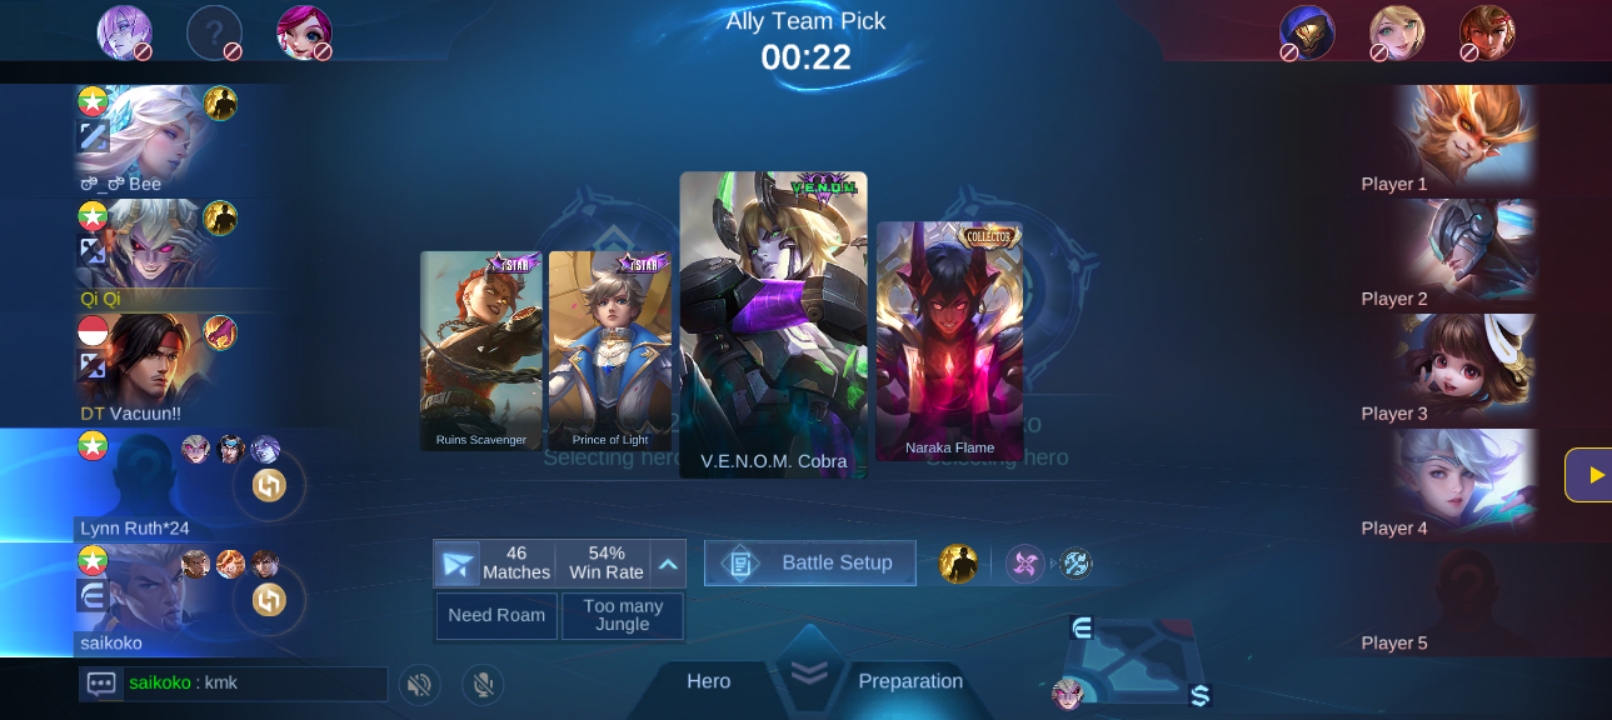 Ally Team Pick
00:22
ಠ_ಠ Bee
Qi Qi
DT Vacuun!!
Lynn Ruth*24
saikoko
saikoko : kmk
STAR
Ruins Scavenger
STAR
Prince of Light
V.E.N.O.M.
V.E.N.O.M. Cobra
COLLECTOR
Naraka Flame
Selecting hero
Selecting hero
46
Matches
54%
Win Rate
Battle Setup
Need Roam
Too many
Jungle
Hero
Preparation
Player 1
Player 2
Player 3
Player 4
Player 5